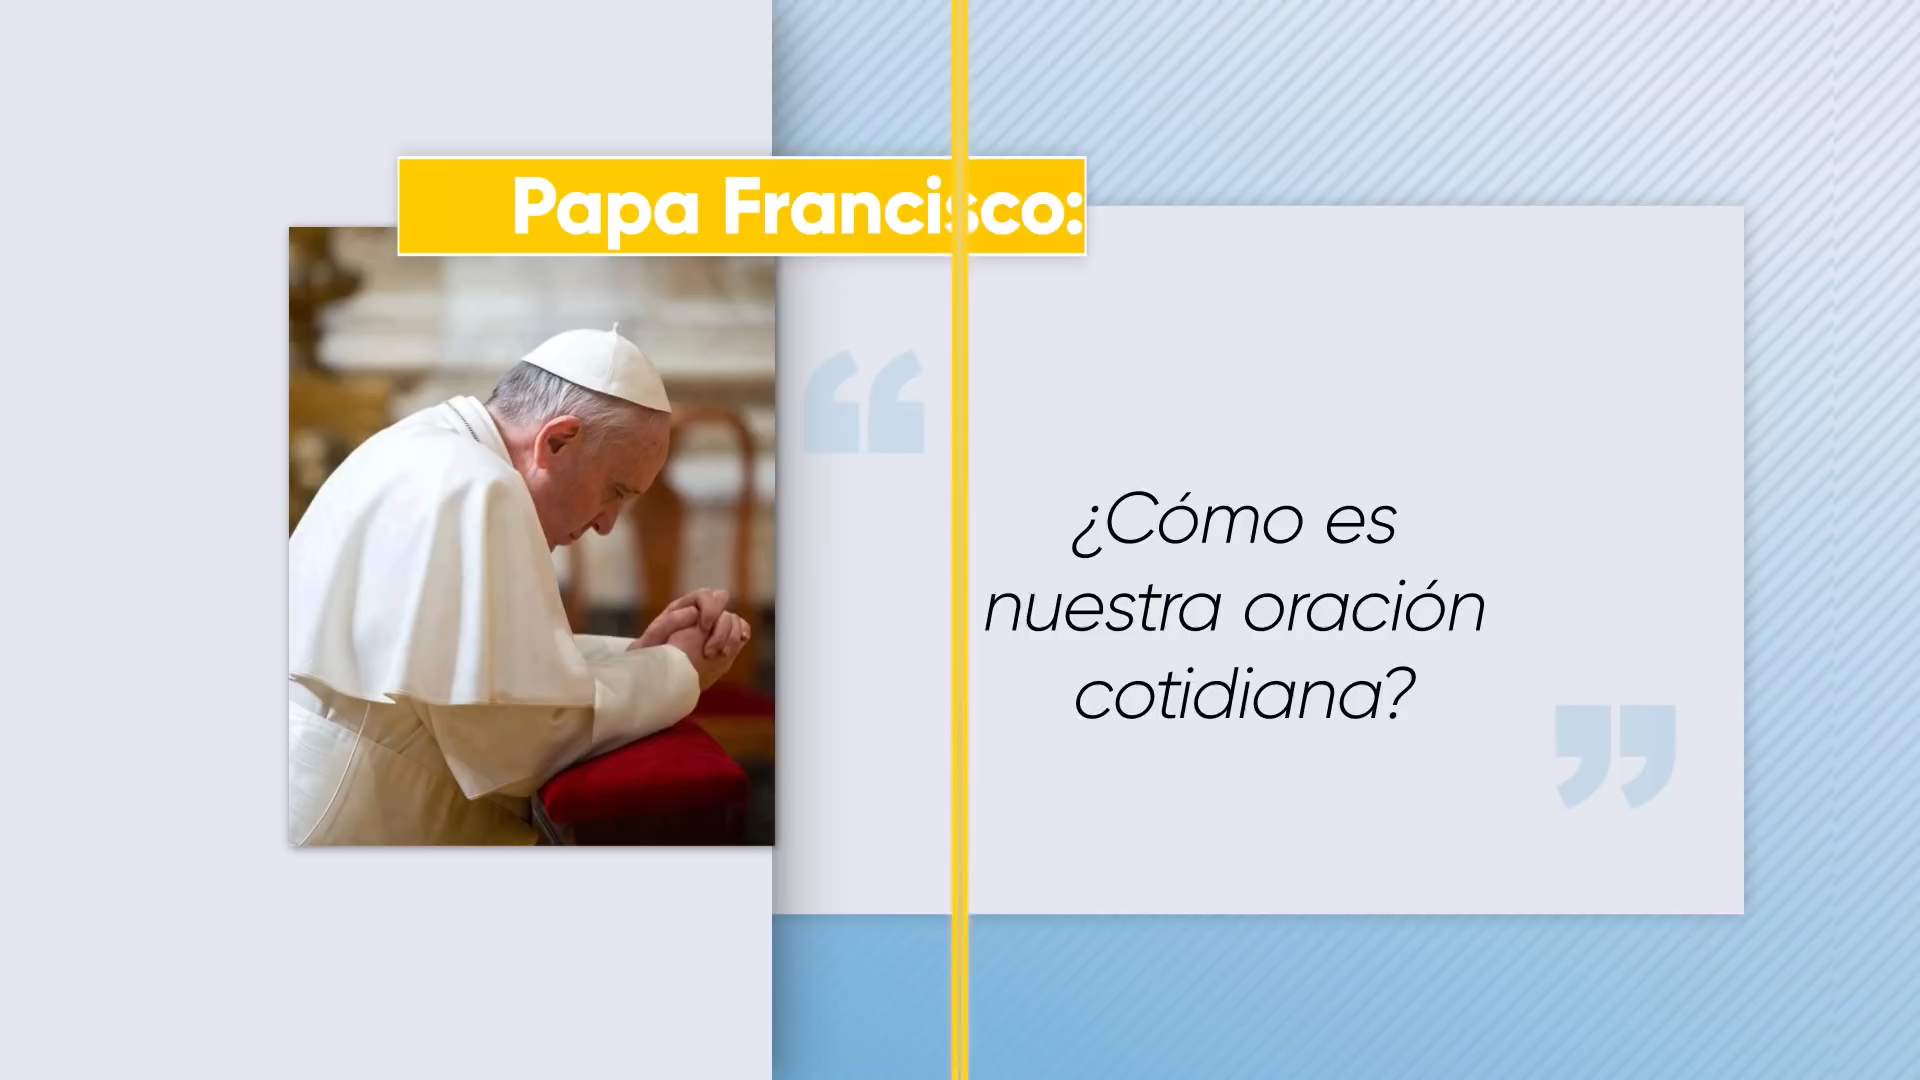 Papa Francisco:
“
¿Cómo es
nuestra oración
cotidiana?
”